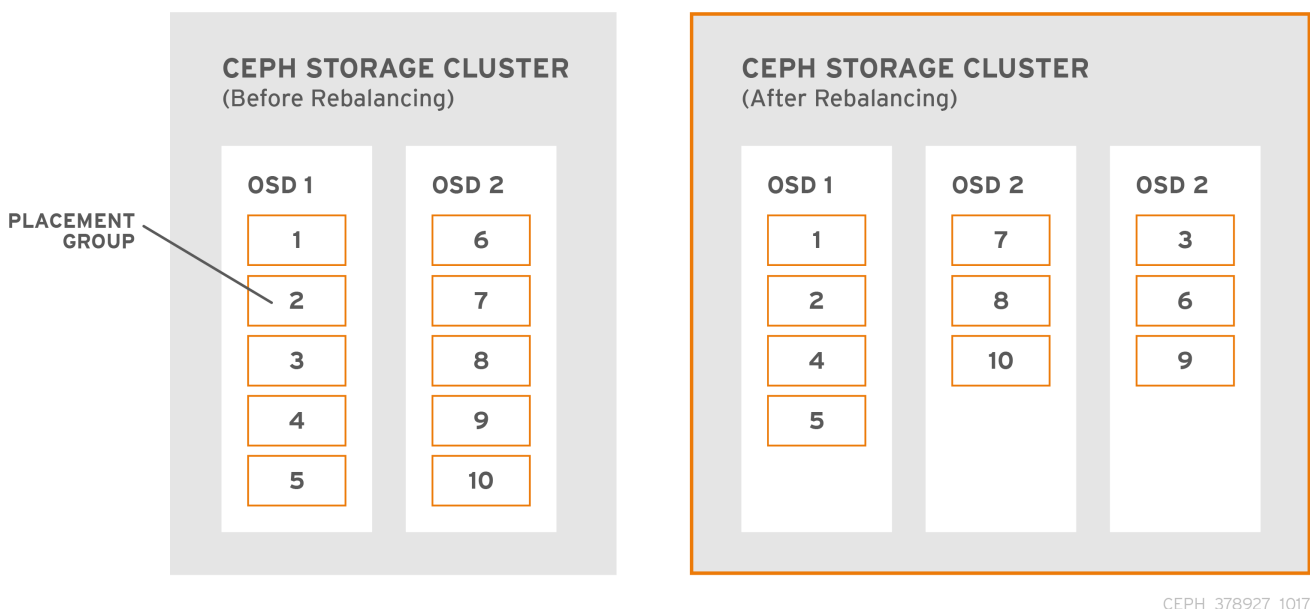 CEPH STORAGE CLUSTER
(Before Rebalancing)
OSD 1
1
2
3
4
5
OSD 2
6
7
8
9
10
PLACEMENT
GROUP
CEPH STORAGE CLUSTER
(After Rebalancing)
OSD 1
1
2
4
5
OSD 2
7
8
10
OSD 2
3
6
9
CEPH_378927_1017